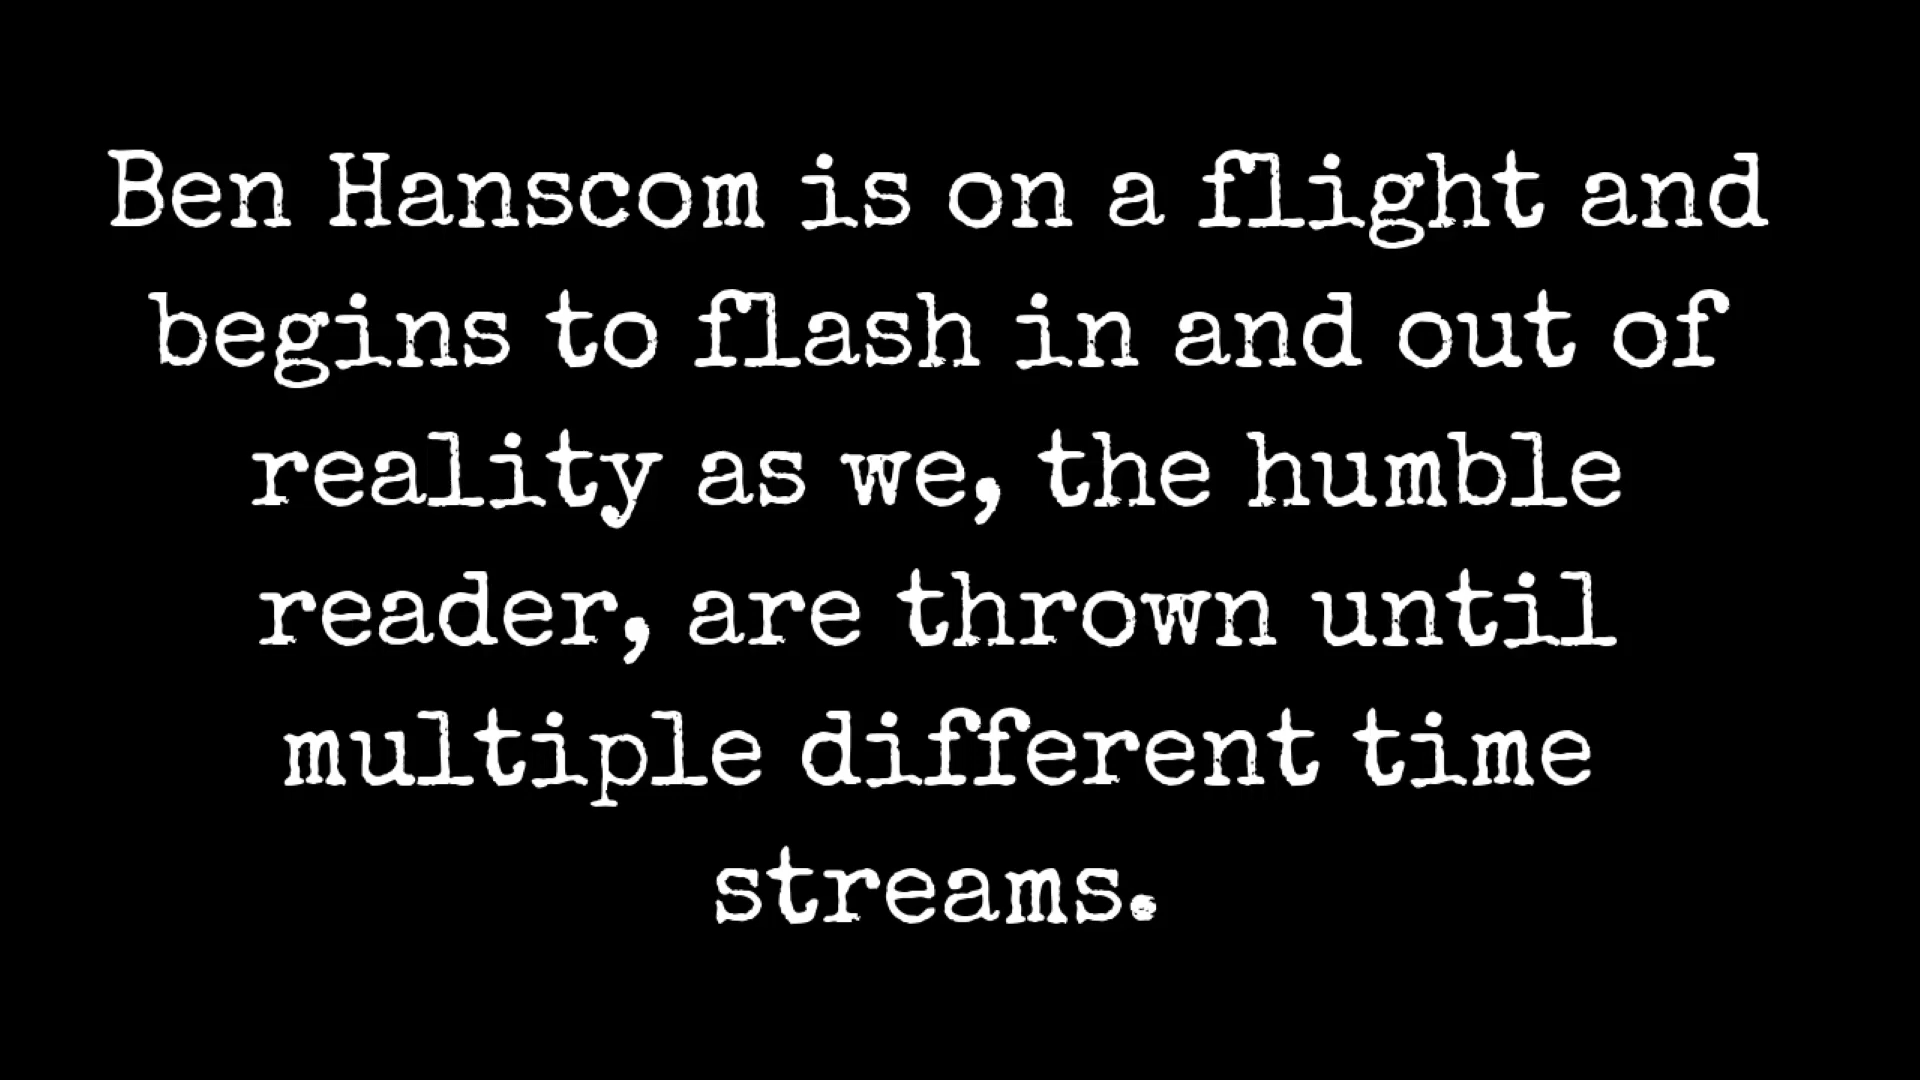 Ben Hanscom is on a flight and
begins to flash in and out of
reality as we, the humble
reader, are thrown until
multiple different time
streams.